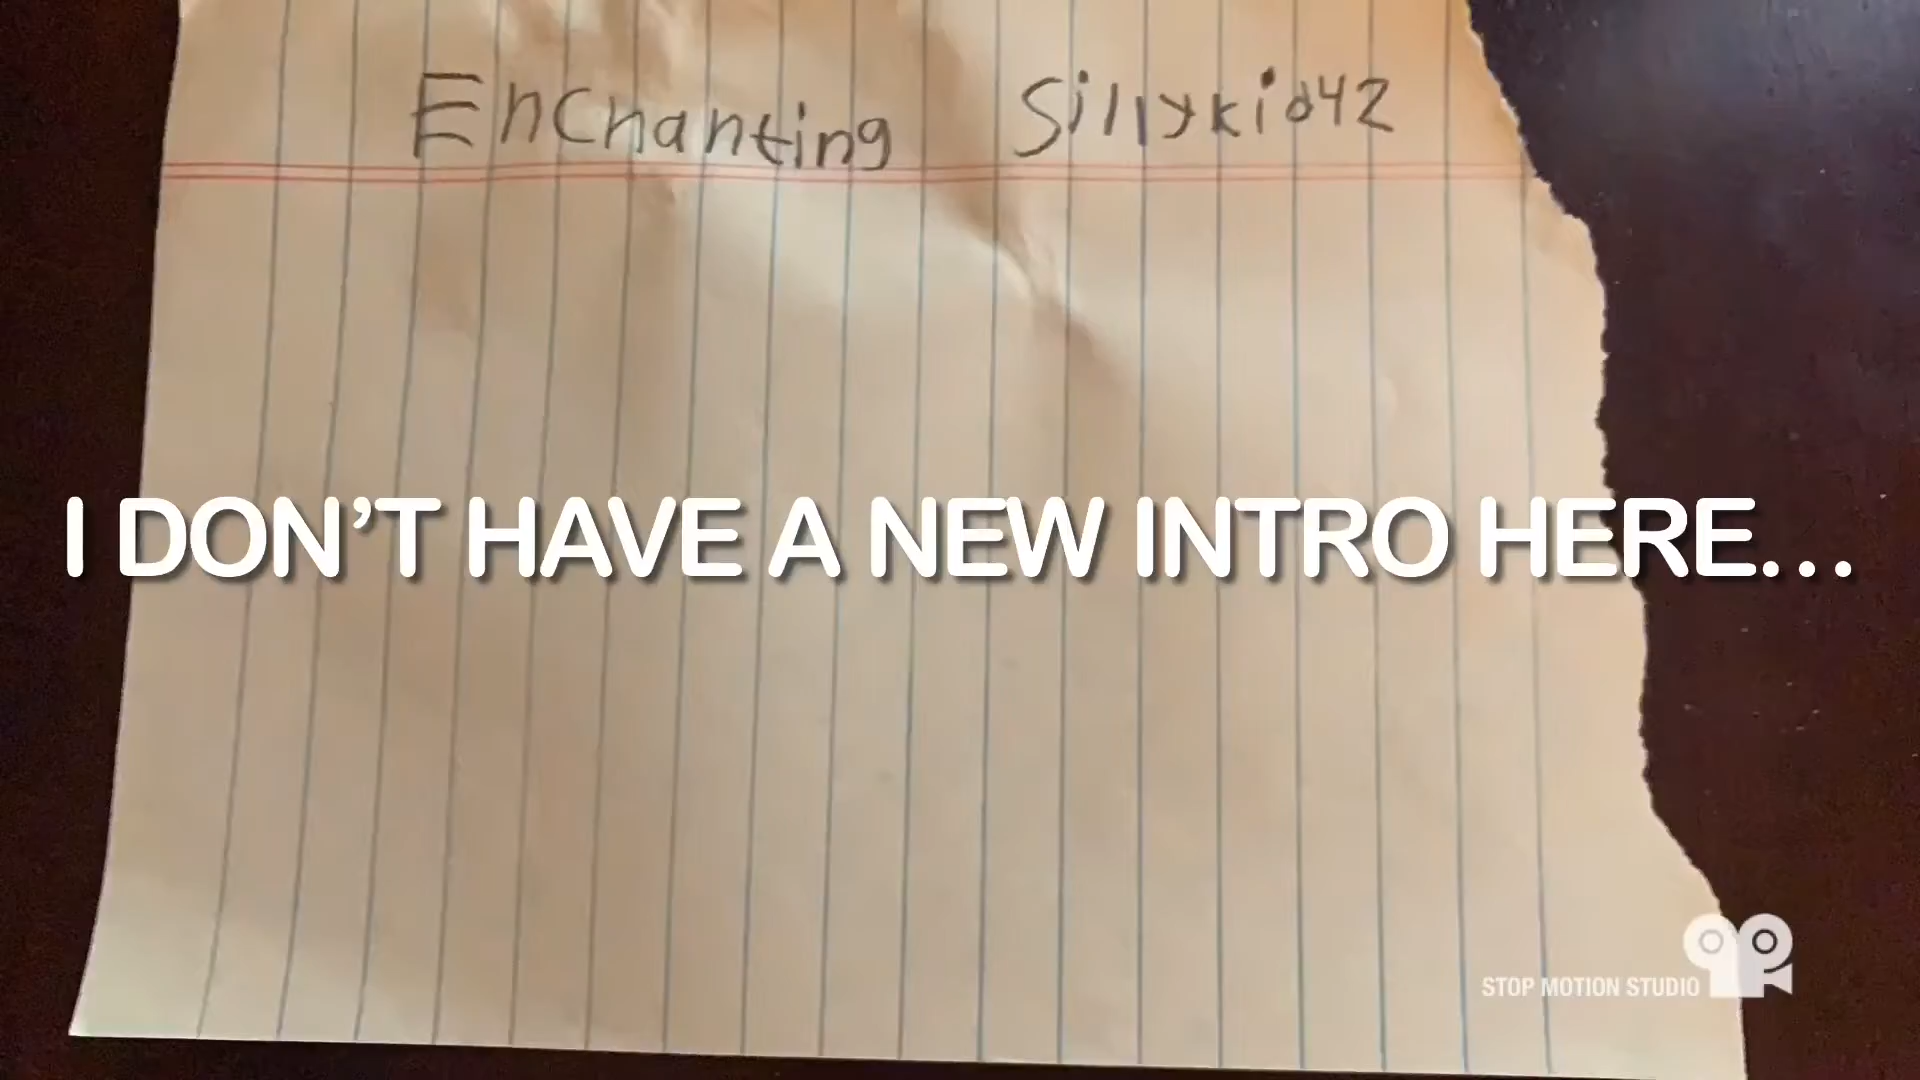 Enchanting Sillykid42
I DON’T HAVE A NEW INTRO HERE...
STOP MOTION STUDIO